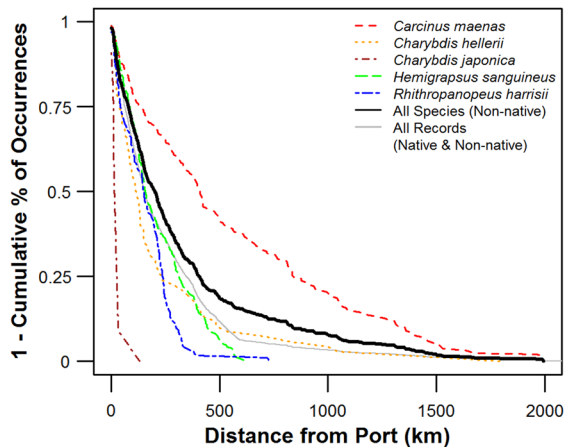 1 - Cumulative % of Occurrences
1
0.75
0.5
0.25
0
Carcinus maenas
Charybdis hellerii
Charybdis japonica
Hemigrapsus sanguineus
Rhithropanopeus harrisii
All Species (Non-native)
All Records
(Native & Non-native)
0 500 1000 1500 2000
Distance from Port (km)